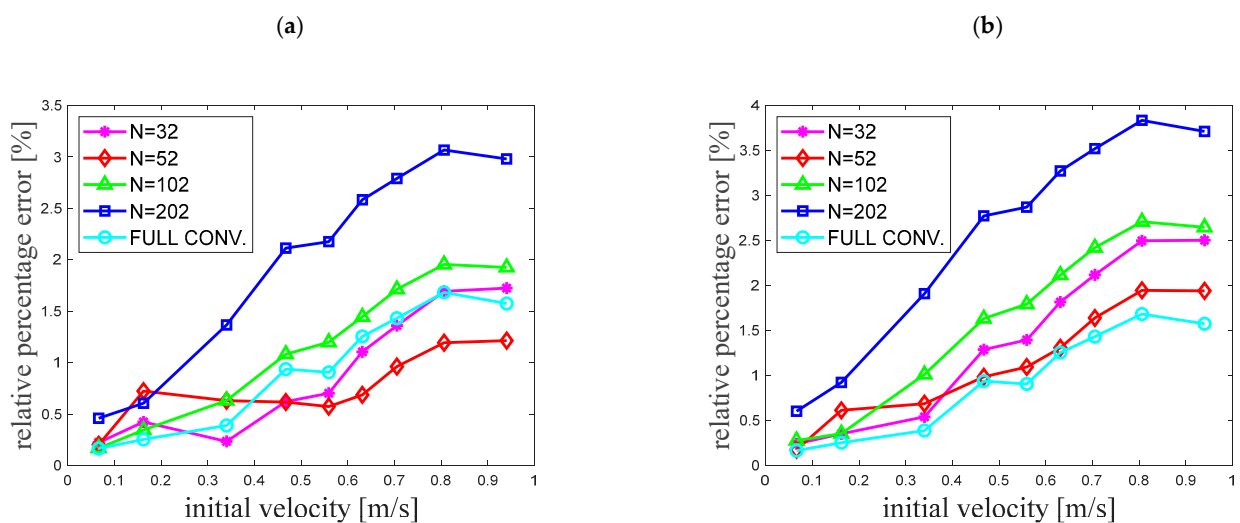 (a)
(b)
3.5
3
2.5
2
1.5
1
0.5
0
relative percentage error [%]
N=32
N=52
N=102
N=202
FULL CONV.
0 0.1 0.2 0.3 0.4 0.5 0.6 0.7 0.8 0.9 1
initial velocity [m/s]
4
3.5
3
2.5
2
1.5
1
0.5
0
relative percentage error [%]
N=32
N=52
N=102
N=202
FULL CONV.
0 0.1 0.2 0.3 0.4 0.5 0.6 0.7 0.8 0.9 1
initial velocity [m/s]